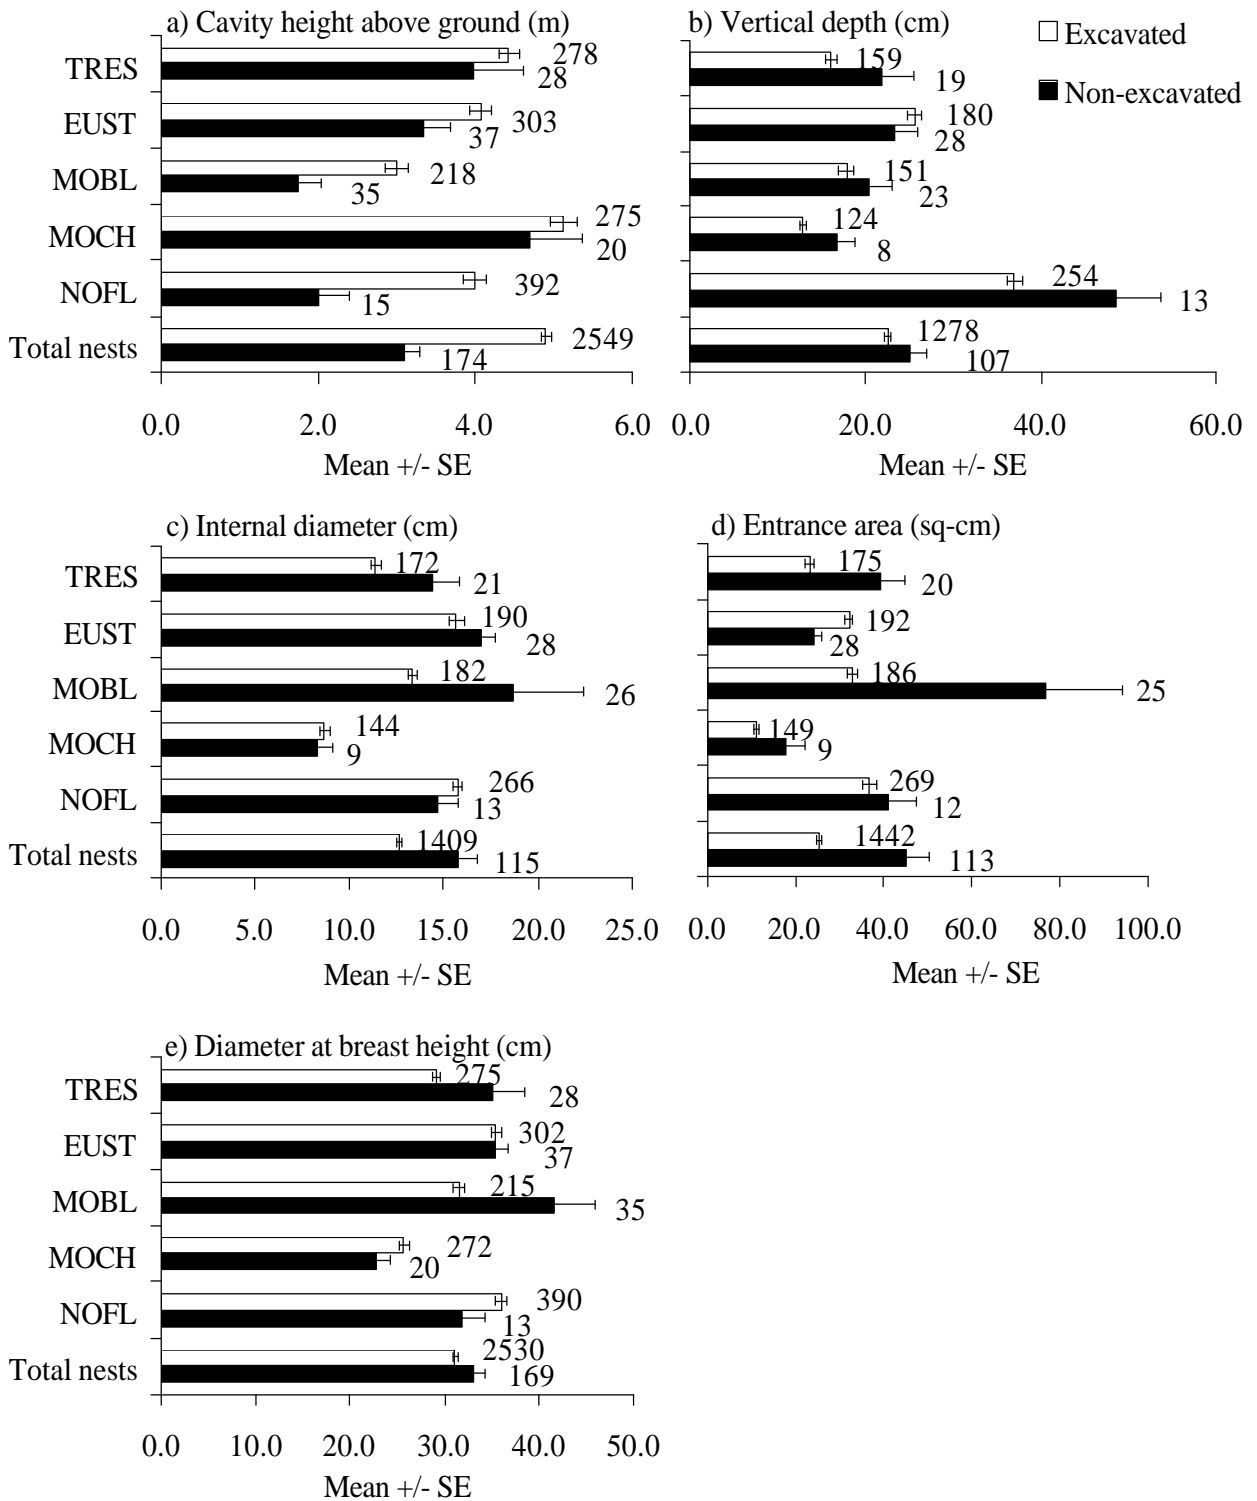 a) Cavity height above ground (m)
TRES
278
28
EUST
303
37
MOBL
218
35
MOCH
275
20
NOFL
392
15
Total nests
2549
174
0.0 2.0 4.0 6.0
Mean +/- SE
b) Vertical depth (cm)
159
19
180
28
151
23
124
8
254
13
1278
107
0.0 20.0 40.0 60.0
Mean +/- SE
Excavated
Non-excavated
c) Internal diameter (cm)
TRES
172
21
EUST
190
28
MOBL
182
26
MOCH
144
9
NOFL
266
13
Total nests
1409
115
0.0 5.0 10.0 15.0 20.0 25.0
Mean +/- SE
d) Entrance area (sq-cm)
175
20
192
28
186
25
149
9
269
12
1442
113
0.0 20.0 40.0 60.0 80.0 100.0
Mean +/- SE
e) Diameter at breast height (cm)
TRES
275
28
EUST
302
37
MOBL
215
35
MOCH
272
20
NOFL
390
13
Total nests
2530
169
0.0 10.0 20.0 30.0 40.0 50.0
Mean +/- SE